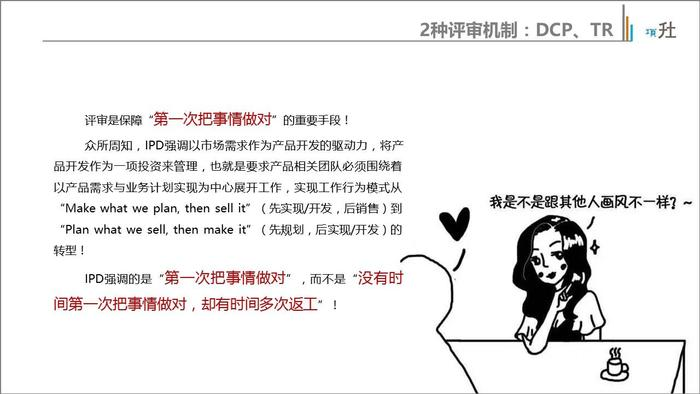 2种评审机制：DCP、TR
项社
评审是保障“第一次把事情做对”的重要手段！
众所周知，IPD强调以市场需求作为产品开发的驱动力，将产
品开发作为一项投资来管理，也就是要求产品相关团队必须围绕着
以产品需求与业务计划实现为中心展开工作，实现工作行为模式从
“Make what we plan, then sell it”（先实现/开发，后销售）到
“Plan what we sell, then make it”（先规划，后实现/开发）的
转型！
IPD强调的是“第一次把事情做对”，而不是“没有时
间第一次把事情做对，却有时间多次返工”！
我是不是跟其他人画风不一样？~